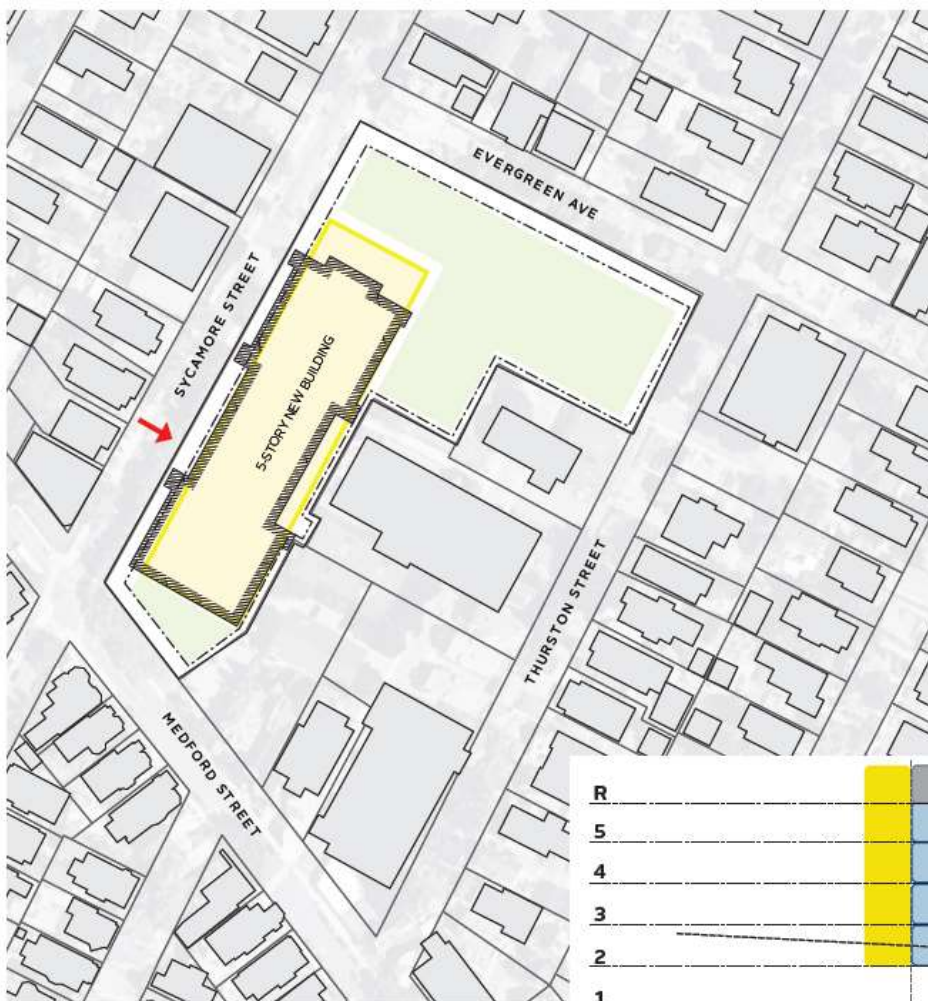 EVERGREEN AVE
SYCAMORE STREET
5-STORY NEW BUILDING
THURSTON STREET
MEDFORD STREET
R
5
4
3
2
1